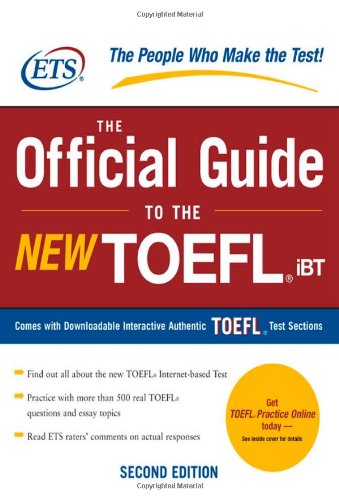 Copyrighted Material
ETS®
The People Who Make the Test!
THE
Official Guide
TO THE
NEW TOEFL® iBT
Comes with Downloadable Interactive Authentic TOEFL® Test Sections
Find out all about the new TOEFL® Internet-based Test
Practice with more than 500 real TOEFL®
questions and essay topics
Read ETS raters' comments on actual responses
Get
TOEFL® Practice Online
today—
See inside cover for details
SECOND EDITION
Copyrighted Material